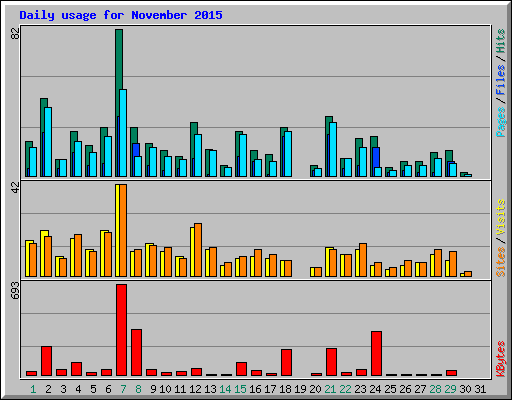 Daily usage for November 2015
82
Pages / Files / Hits
42
Sites / Visits
693
KBytes
1 2 3 4 5 6 7 8 9 10 11 12 13 14 15 16 17 18 19 20 21 22 23 24 25 26 27 28 29 30 31